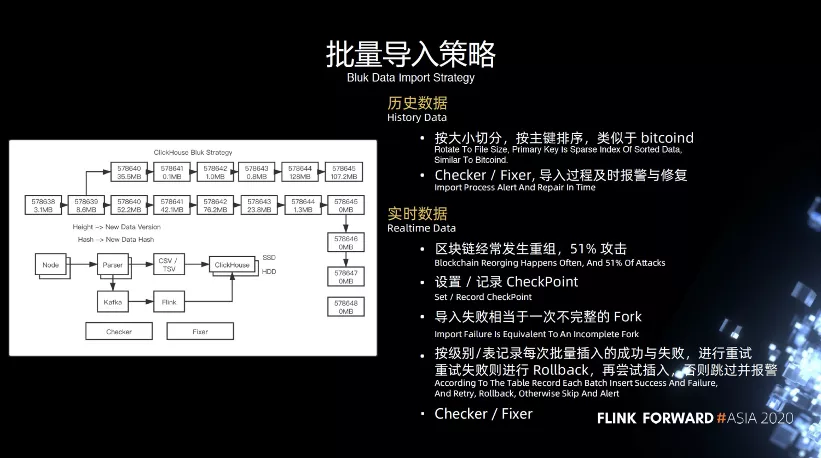 批量导入策略
Bluk Data Import Strategy
ClickHouse Bluk Strategy
578640 578641 578642 578643 578644 578645
35.5MB 0.1MB 1.0MB 0.8MB 128MB 107.2MB
578638 578639 578640 578641 578642 578643 578644 578645
3.1MB 8.6MB 52.2MB 42.1MB 76.2MB 23.8MB 1.3MB 0MB
Height --> New Data Version
Hash --> New Data Hash
578646
0MB
578647
0MB
578648
0MB
Node Parser CSV / TSV ClickHouse SSD HDD
Kafka Flink
Checker Fixer
历史数据
History Data
• 按大小切分，按主键排序，类似于 bitcoind
Rotate To File Size, Primary Key Is Sparse Index Of Sorted Data,
Similar To Bitcoind.
• Checker / Fixer, 导入过程及时报警与修复
Import Process Alert And Repair In Time
实时数据
Realtime Data
• 区块链经常发生重组，51% 攻击
Blockchain Reorging Happens Often, And 51% Of Attacks
• 设置 / 记录 CheckPoint
Set / Record CheckPoint
• 导入失败相当于一次不完整的 Fork
Import Failure Is Equivalent To An Incomplete Fork
• 按级别/表记录每次批量插入的成功与失败，进行重试
重试失败则进行 Rollback，再尝试插入，否则跳过并报警
According To The Table Record Each Batch Insert Success And Failure,
And Retry, Rollback, Otherwise Skip And Alert
• Checker / Fixer
FLINK FORWARD #ASIA 2020